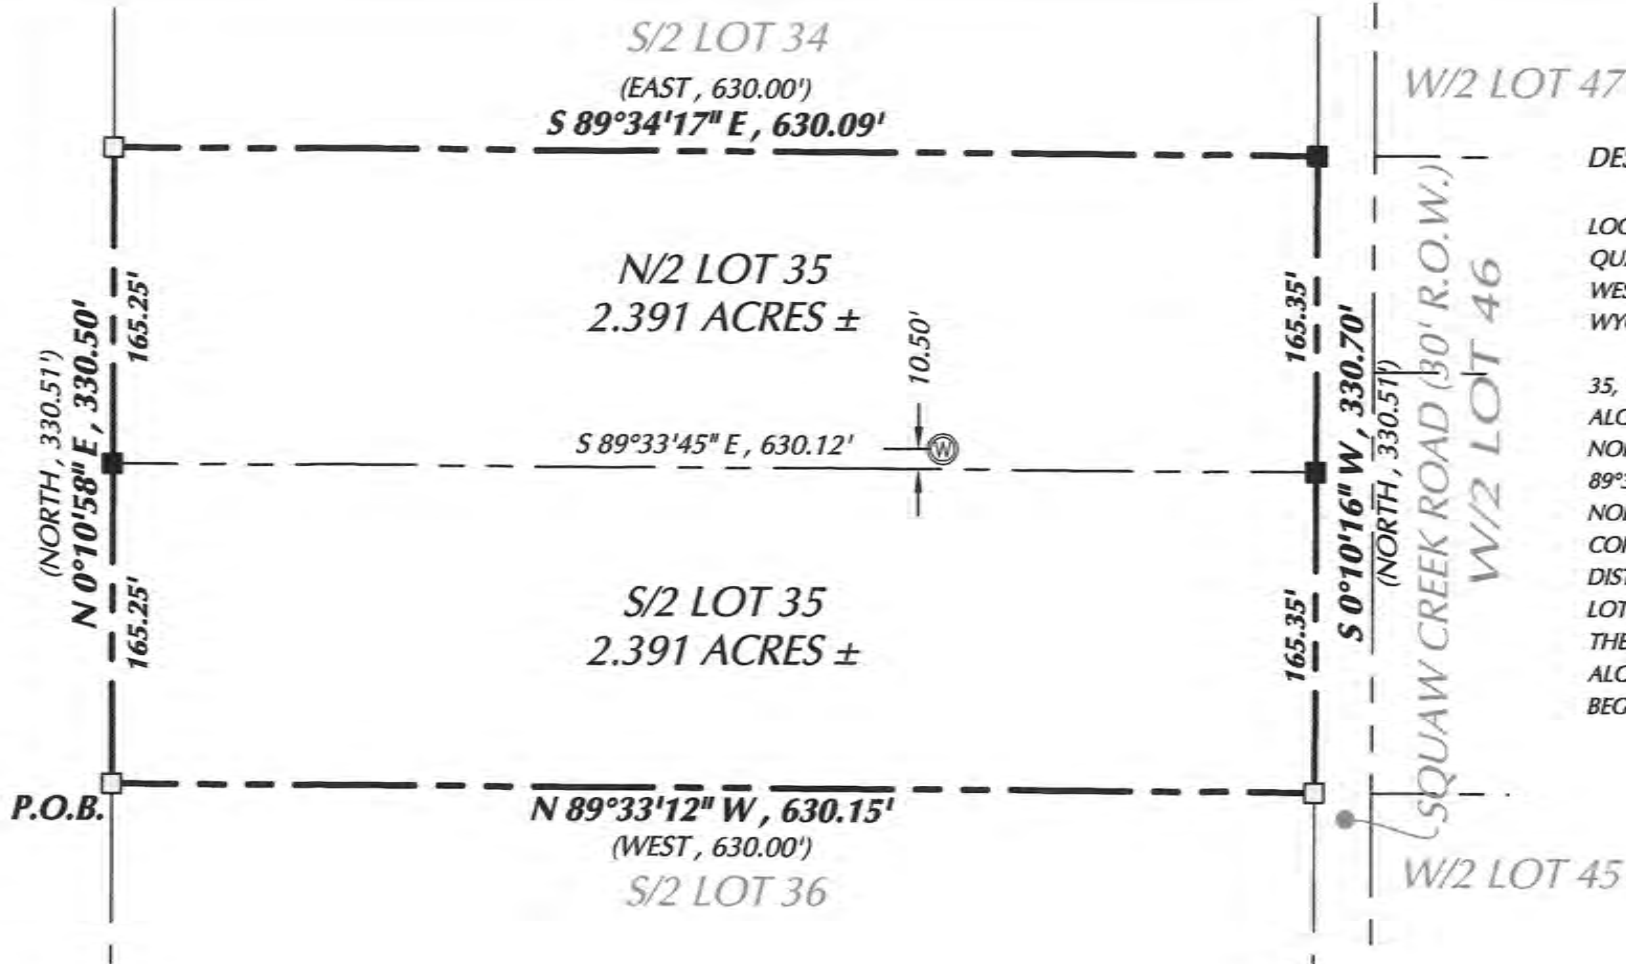 S/2 LOT 34
(EAST , 630.00')
S 89°34'17" E , 630.09'
W/2 LOT 47
N/2 LOT 35
2.391 ACRES ±
165.25'
165.35'
10.50'
N 0°10'58" E , 330.50'
(NORTH , 330.51')
S 89°33'45" E , 630.12'
W
S 0°10'16" W , 330.70'
(NORTH , 330.51')
SQUAW CREEK ROAD (30' R.O.W.)
W/2 LOT 46
S/2 LOT 35
2.391 ACRES ±
165.25'
165.35'
P.O.B.
N 89°33'12" W , 630.15'
(WEST , 630.00')
S/2 LOT 36
W/2 LOT 45
35,